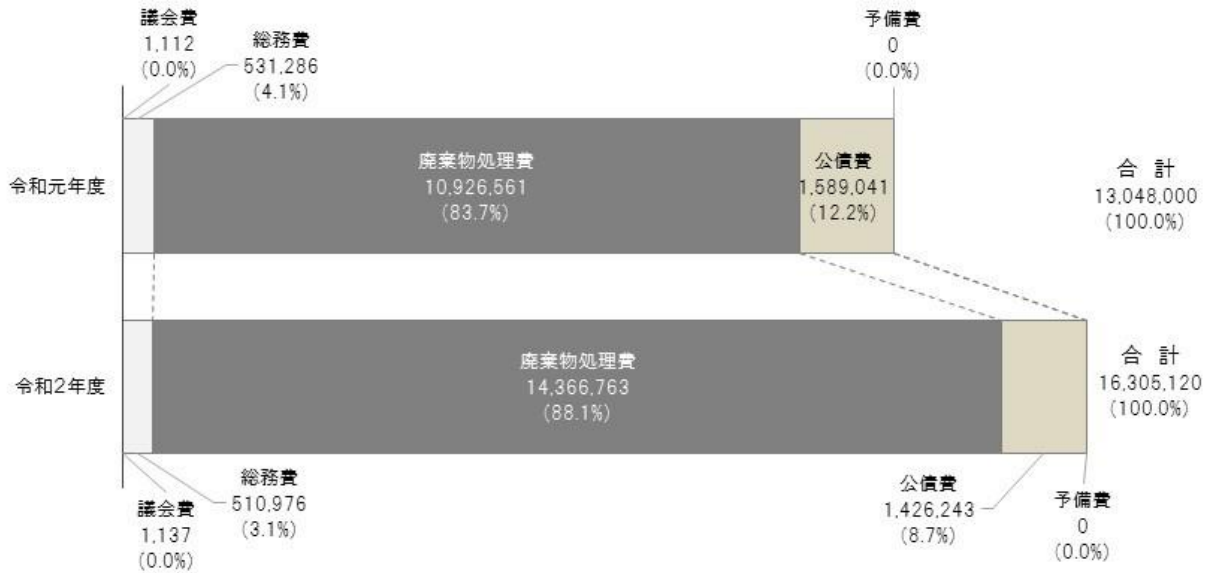 議会費
1,112
(0.0%)
総務費
531,286
(4.1%)
予備費
0
(0.0%)
令和元年度
廃棄物処理費
10,926,561
(83.7%)
公債費
1,589,041
(12.2%)
合 計
13,048,000
(100.0%)
令和2年度
廃棄物処理費
14,366,763
(88.1%)
合 計
16,305,120
(100.0%)
議会費
1,137
(0.0%)
総務費
510,976
(3.1%)
公債費
1,426,243
(8.7%)
予備費
0
(0.0%)